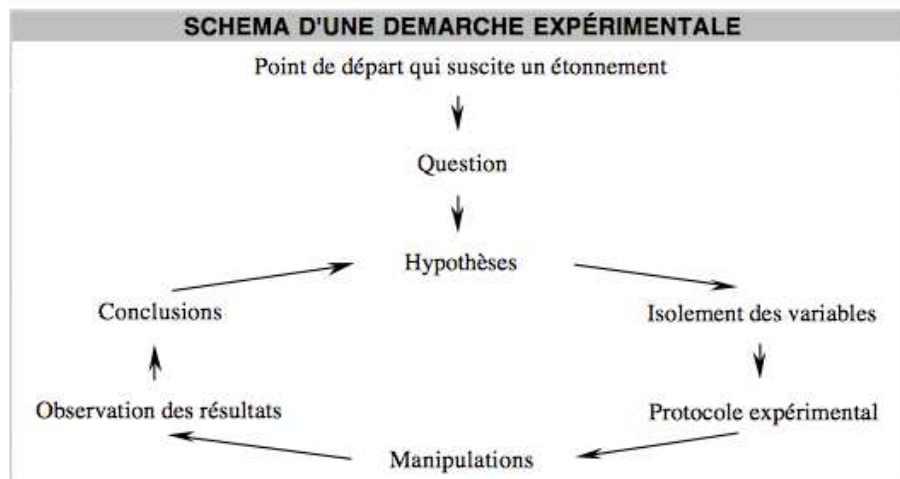 SCHEMA D'UNE DEMARCHE EXPÉRIMENTALE
Point de départ qui suscite un étonnement
Question
Hypothèses
Conclusions
Isolement des variables
Observation des résultats
Protocole expérimental
Manipulations